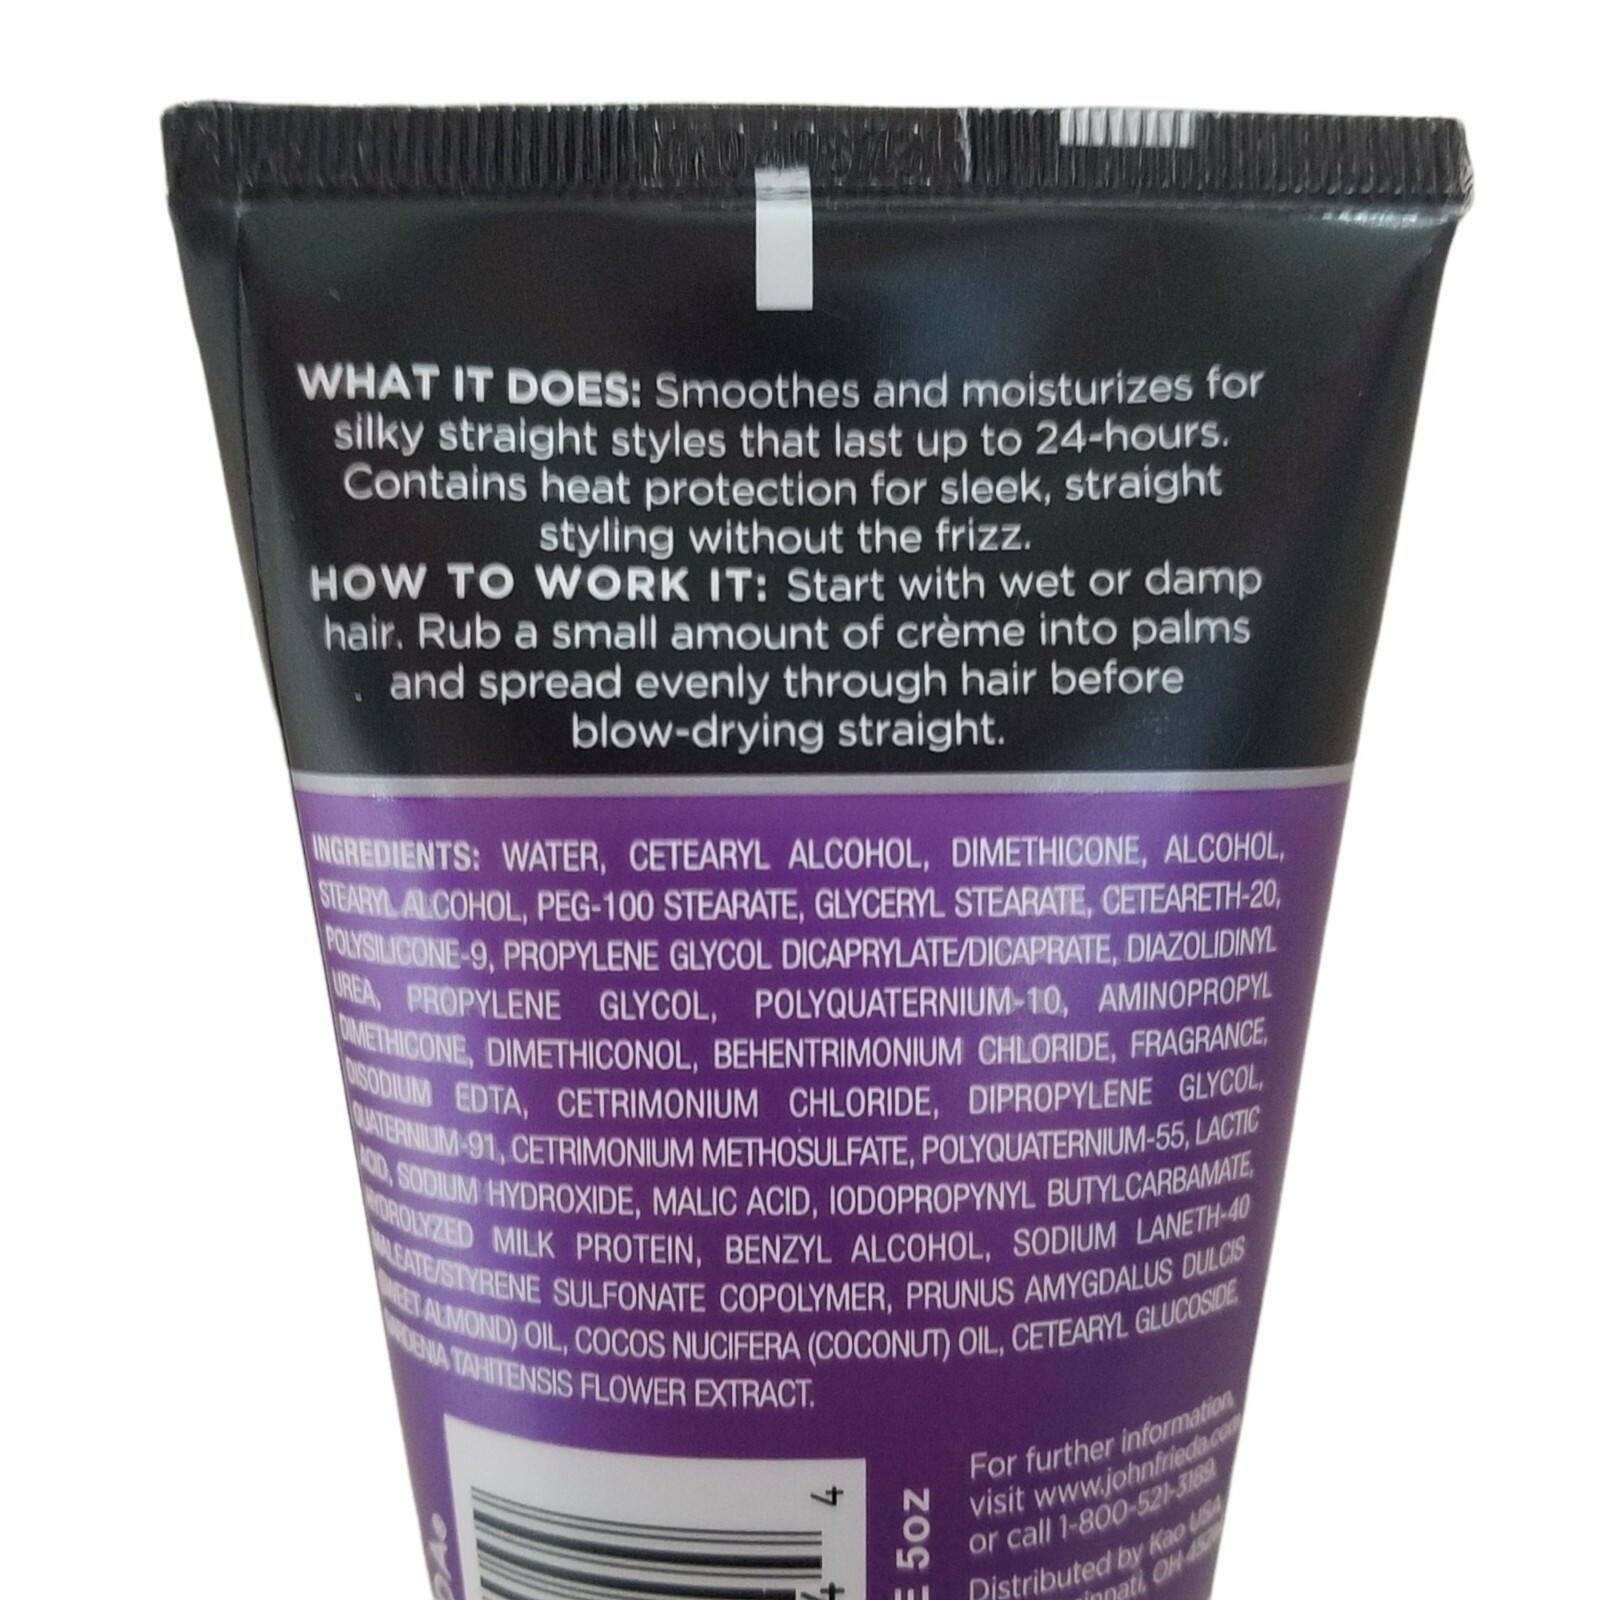 WHAT IT DOES: Smoothes and moisturizes for
silky straight styles that last up to 24-hours.
Contains heat protection for sleek, straight
styling without the frizz.
HOW TO WORK IT: Start with wet or damp
hair. Rub a small amount of crème into palms
and spread evenly through hair before
blow-drying straight.
INGREDIENTS: WATER, CETEARYL ALCOHOL, DIMETHICONE, ALCOHOL,
STEARYL ALCOHOL, PEG-100 STEARATE, GLYCERYL STEARATE, CETEARETH-20,
POLYSILICONE-9, PROPYLENE GLYCOL DICAPRYLATE/DICAPRATE, DIAZOLIDINYL
UREA, PROPYLENE GLYCOL, POLYQUATERNIUM-10, AMINOPROPYL
DIMETHICONE, DIMETHICONOL, BEHENTRIMONIUM CHLORIDE, FRAGRANCE,
DISODIUM EDTA, CETRIMONIUM CHLORIDE, DIPROPYLENE GLYCOL,
QUATERNIUM-91, CETRIMONIUM METHOSULFATE, POLYQUATERNIUM-55, LACTIC
ACID, SODIUM HYDROXIDE, MALIC ACID, IODOPROPYNYL BUTYLCARBAMATE,
HYDROLYZED MILK PROTEIN, BENZYL ALCOHOL, SODIUM LANETH-40
MALEATE/STYRENE SULFONATE COPOLYMER, PRUNUS AMYGDALUS DULCIS
(SWEET ALMOND) OIL, COCOS NUCIFERA (COCONUT) OIL, CETEARYL GLUCOSIDE,
GARDENIA TAHITENSIS FLOWER EXTRACT.
For further information,
visit www.johnfrieda.com
or call 1-800-521-3189.
Distributed by Kao USA
OH
5oz
4